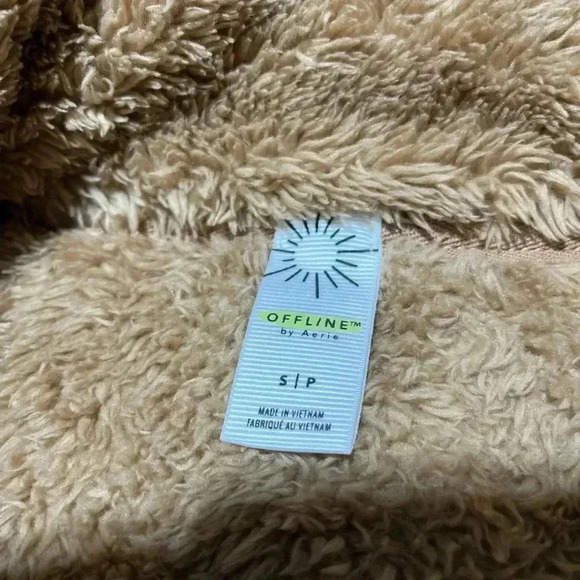 OFFLINE™
by Aerie
S | P
MADE IN VIETNAM
FABRIQUÉ AU VIETNAM